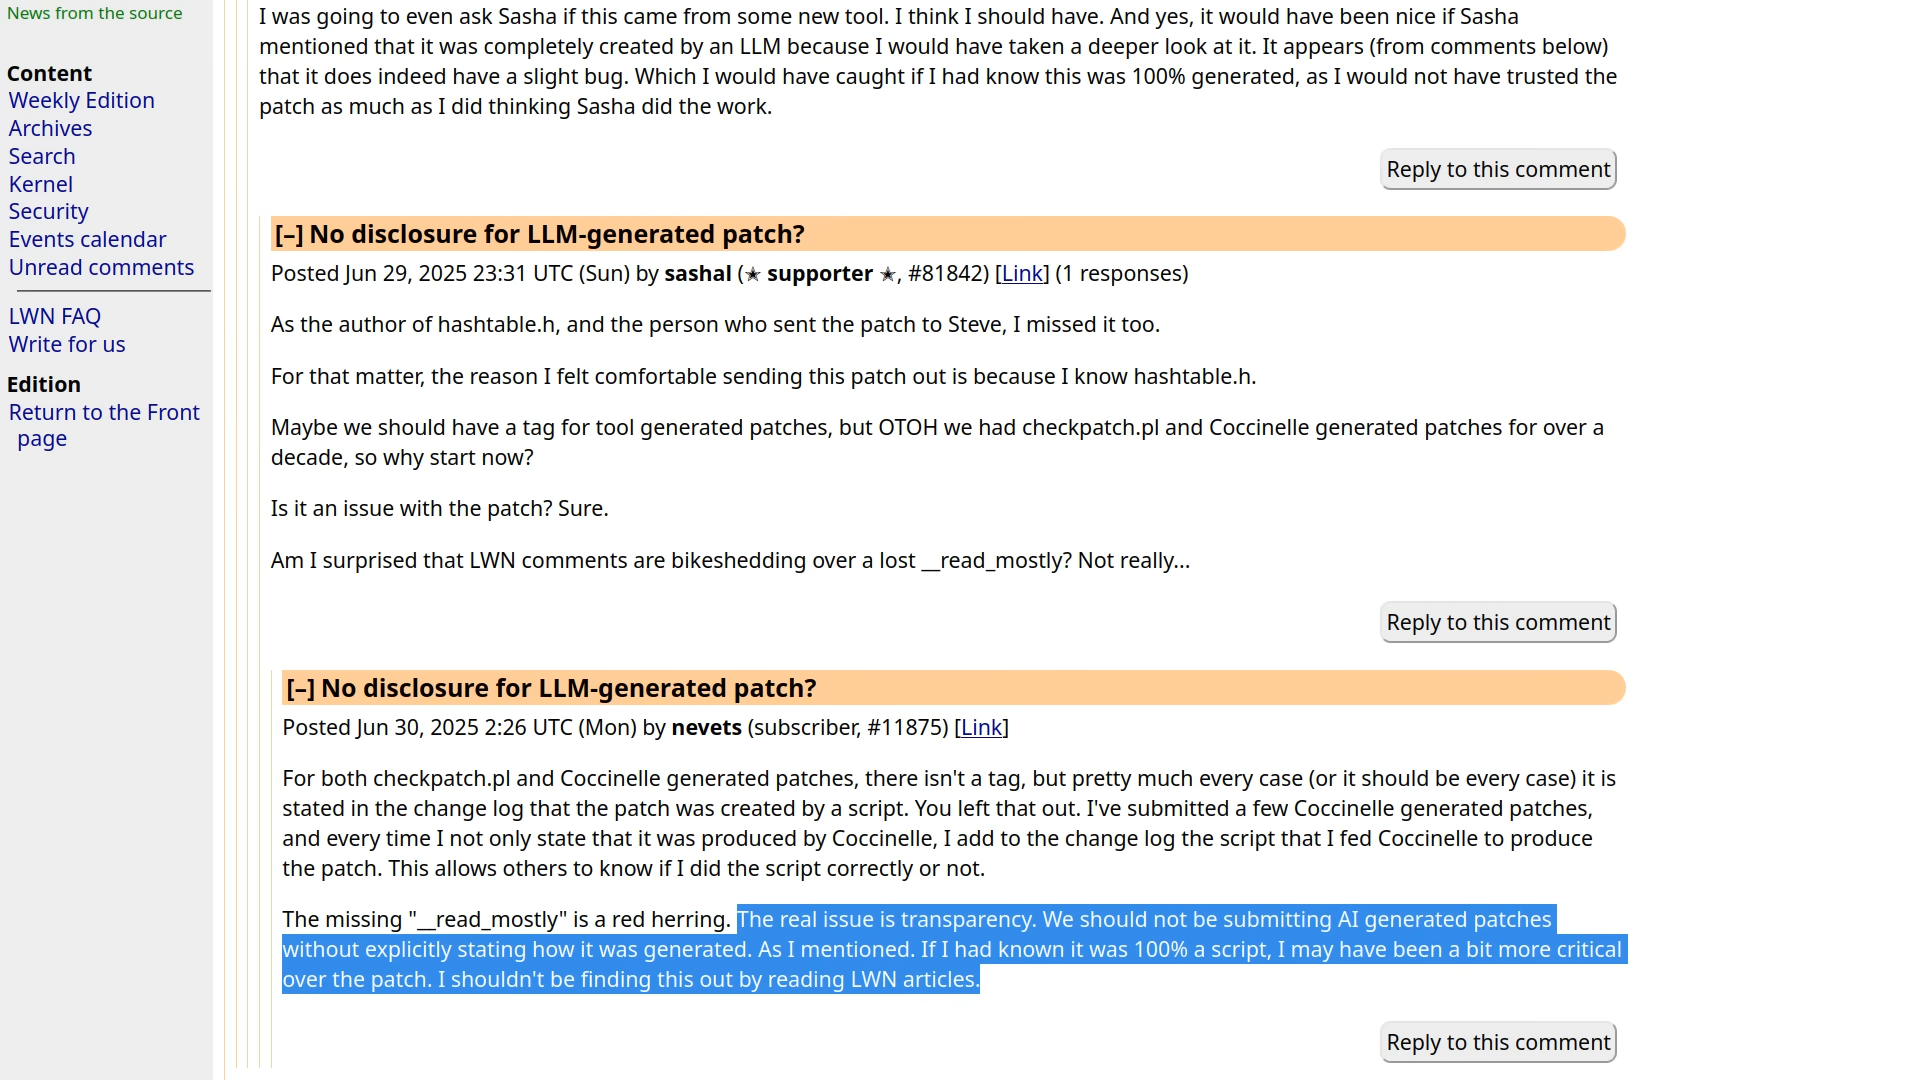 News from the source
Content
Weekly Edition
Archives
Search
Kernel
Security
Events calendar
Unread comments
LWN FAQ
Write for us
Edition
Return to the Front
page
I was going to even ask Sasha if this came from some new tool. I think I should have. And yes, it would have been nice if Sasha
mentioned that it was completely created by an LLM because I would have taken a deeper look at it. It appears (from comments below)
that it does indeed have a slight bug. Which I would have caught if I had know this was 100% generated, as I would not have trusted the
patch as much as I did thinking Sasha did the work.
Reply to this comment
[–] No disclosure for LLM-generated patch?
Posted Jun 29, 2025 23:31 UTC (Sun) by sashal (★ supporter ★, #81842) [Link] (1 responses)
As the author of hashtable.h, and the person who sent the patch to Steve, I missed it too.
For that matter, the reason I felt comfortable sending this patch out is because I know hashtable.h.
Maybe we should have a tag for tool generated patches, but OTOH we had checkpatch.pl and Coccinelle generated patches for over a
decade, so why start now?
Is it an issue with the patch? Sure.
Am I surprised that LWN comments are bikeshedding over a lost __read_mostly? Not really...
Reply to this comment
[–] No disclosure for LLM-generated patch?
Posted Jun 30, 2025 2:26 UTC (Mon) by nevets (subscriber, #11875) [Link]
For both checkpatch.pl and Coccinelle generated patches, there isn't a tag, but pretty much every case (or it should be every case) it is
stated in the change log that the patch was created by a script. You left that out. I've submitted a few Coccinelle generated patches,
and every time I not only state that it was produced by Coccinelle, I add to the change log the script that I fed Coccinelle to produce
the patch. This allows others to know if I did the script correctly or not.
The missing "__read_mostly" is a red herring. The real issue is transparency. We should not be submitting AI generated patches
without explicitly stating how it was generated. As I mentioned. If I had known it was 100% a script, I may have been a bit more critical
over the patch. I shouldn't be finding this out by reading LWN articles.
Reply to this comment